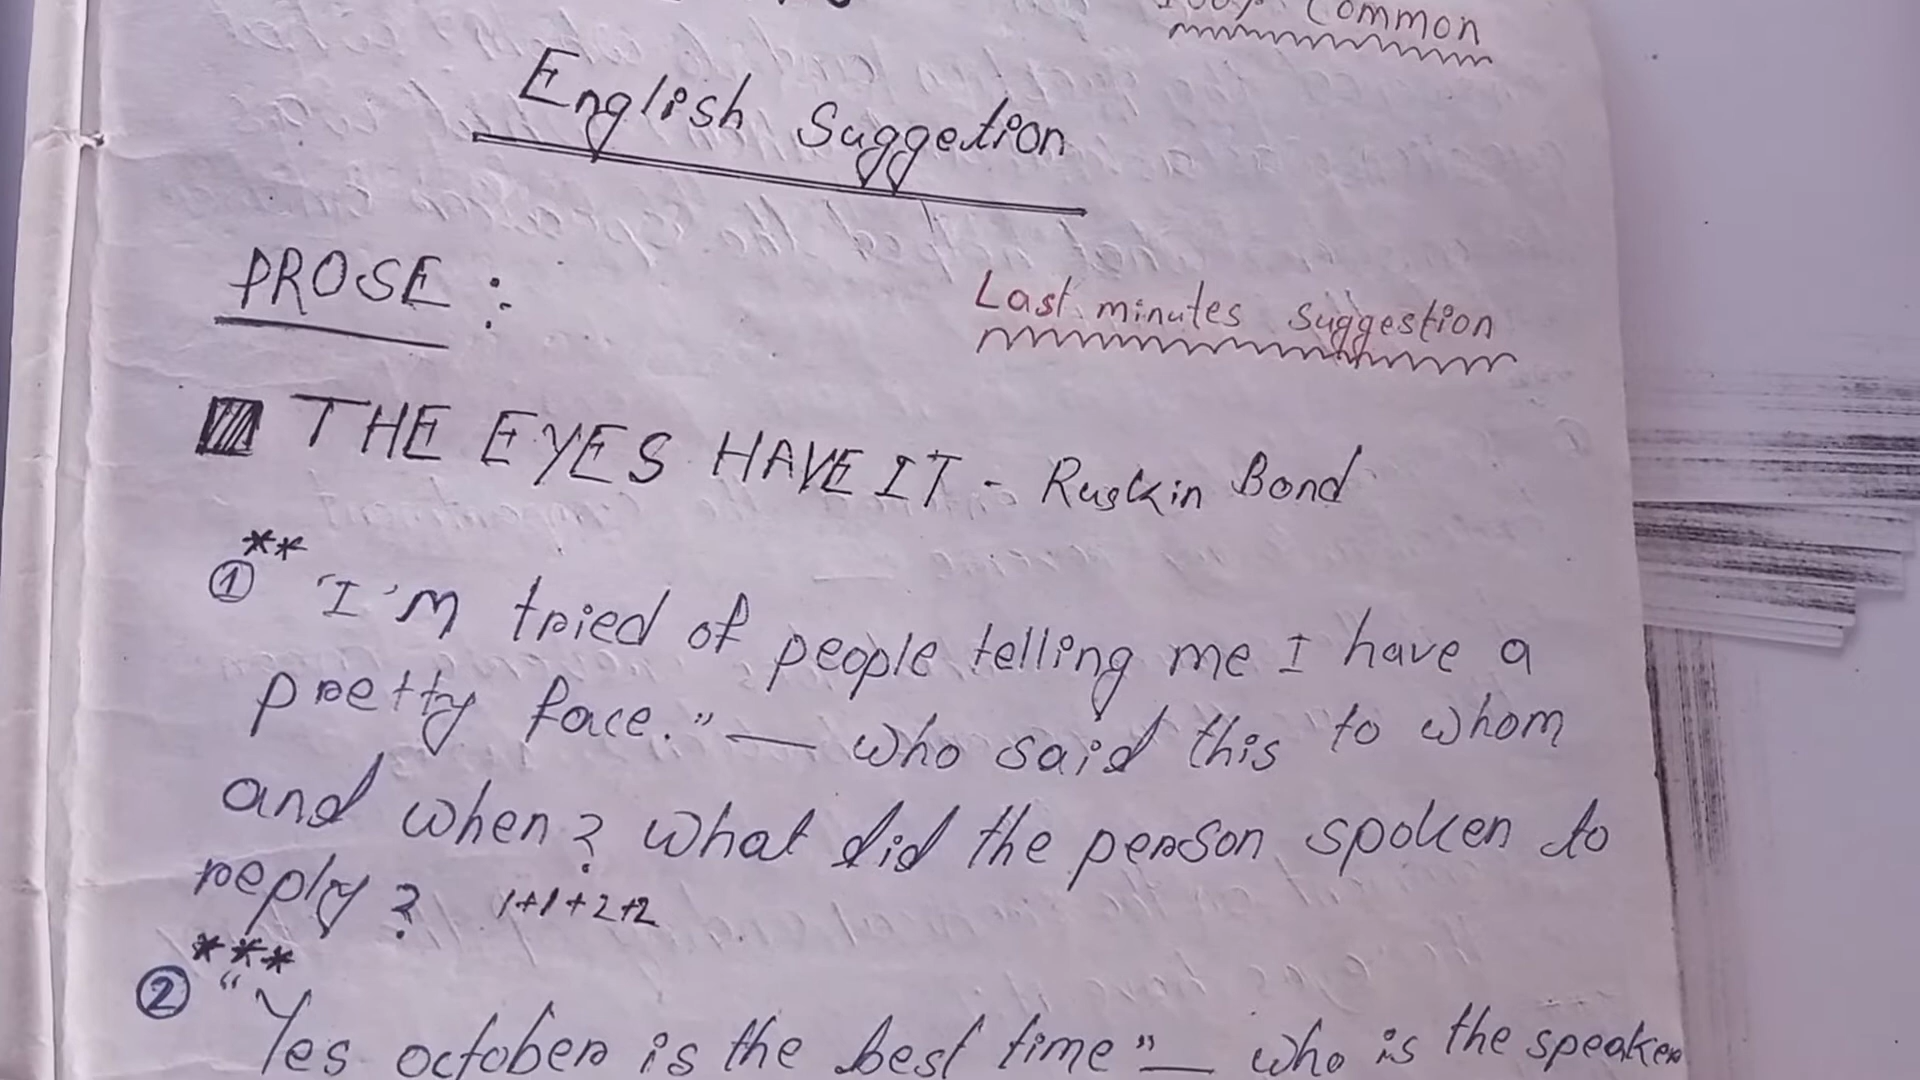 Common
English Suggetion
PROSE :
Last minutes suggestion
THE EYES HAVE IT - Ruskin Bond
**
① "I'm tried of people telling me I have a
pretty face." — who said this to whom
and when? What did the person spoken to
reply? 1+1+2+2
***
② "Yes october is the best time" — who is the speaker